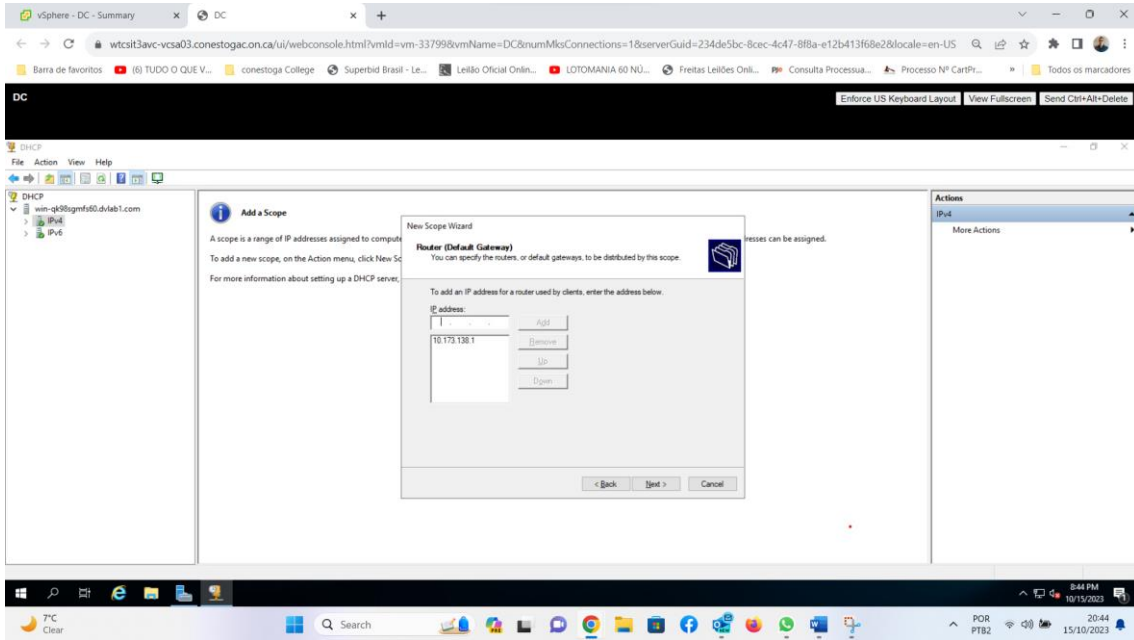 vSphere - DC - Summary
DC
wtcsit3avc-vcsa03.conestogac.on.ca/ui/webconsole.html?vmId=vm-33799&vmName=DC&numMksConnections=1&serverGuid=234de5bc-8cec-4c47-8f8a-e12b413f68e2&locale=en-US
Barra de favoritos (6) TUDO O QUE V... conestoga College Superbid Brasil - Le... Leilão Oficial Onlin... LOTOMANIA 60 NÚ... Freitas Leilões Onli... Consulta Processua... Processo Nº CartPr... » Todos os marcadores
DC
Enforce US Keyboard Layout View Fullscreen Send Ctrl+Alt+Delete
DHCP
File Action View Help
DHCP
win-qk98sgmfs60.dvlab1.com
IPv4
IPv6
Add a Scope
A scope is a range of IP addresses assigned to compute
resses can be assigned.
To add a new scope, on the Action menu, click New Sc
For more information about setting up a DHCP server,
New Scope Wizard
Router (Default Gateway)
You can specify the routers, or default gateways, to be distributed by this scope.
To add an IP address for a router used by clients, enter the address below.
IP address:
Add
10.173.138.1
Remove
Up
Down
< Back Next > Cancel
Actions
IPv4
More Actions
8:44 PM
10/15/2023
7°C
Clear
Search
POR
PTB2
20:44
15/10/2023